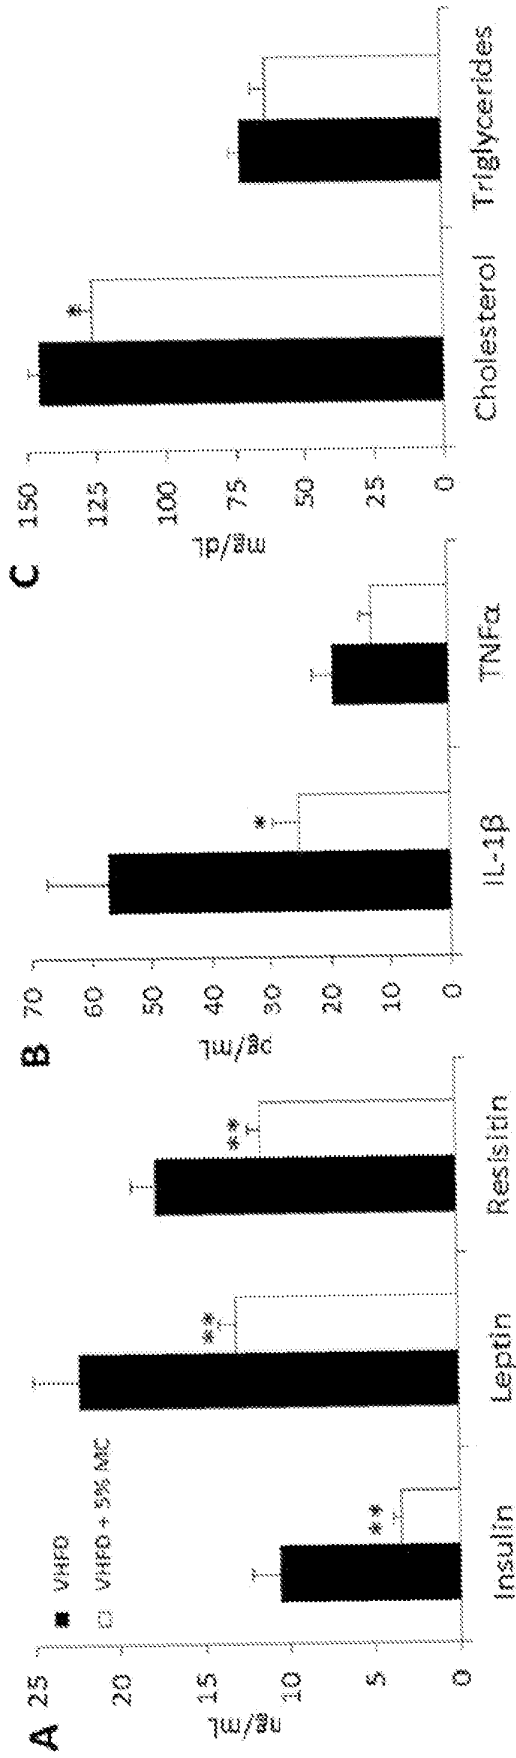 A
ng/mL
25
20
15
10
5
0
VHFD
VHFD + 5% MC
**
**
**
Insulin
Leptin
Resisitin
B
pg/mL
70
60
50
40
30
20
10
0
*
IL-1β
TNFα
C
mg/dL
150
125
100
75
50
25
0
*
Cholesterol
Triglycerides